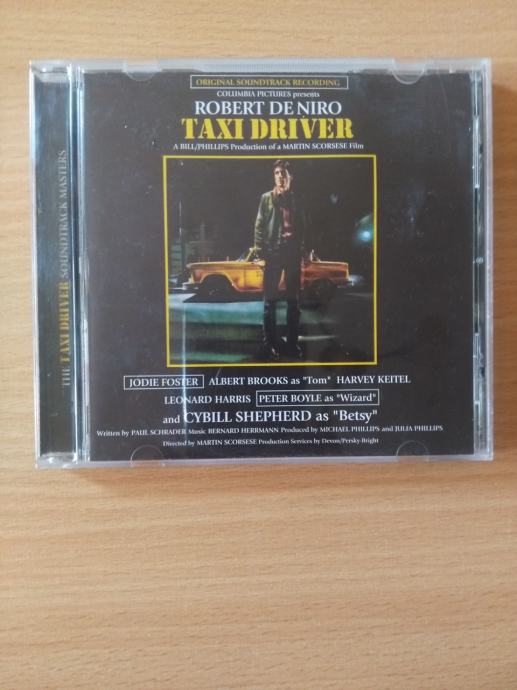 ORIGINAL SOUNDTRACK RECORDING
COLUMBIA PICTURES presents
ROBERT DE NIRO
TAXI DRIVER
A BILL/PHILLIPS Production of a MARTIN SCORSESE Film
JODIE FOSTER ALBERT BROOKS as "Tom" HARVEY KEITEL
LEONARD HARRIS PETER BOYLE as "Wizard"
and CYBILL SHEPHERD as "Betsy"
Written by PAUL SCHRADER Music BERNARD HERRMANN Produced by MICHAEL PHILLIPS and JULIA PHILLIPS
Directed by MARTIN SCORSESE Production Services by Devon/Persky-Bright
THE TAXI DRIVER SOUNDTRACK MASTERS